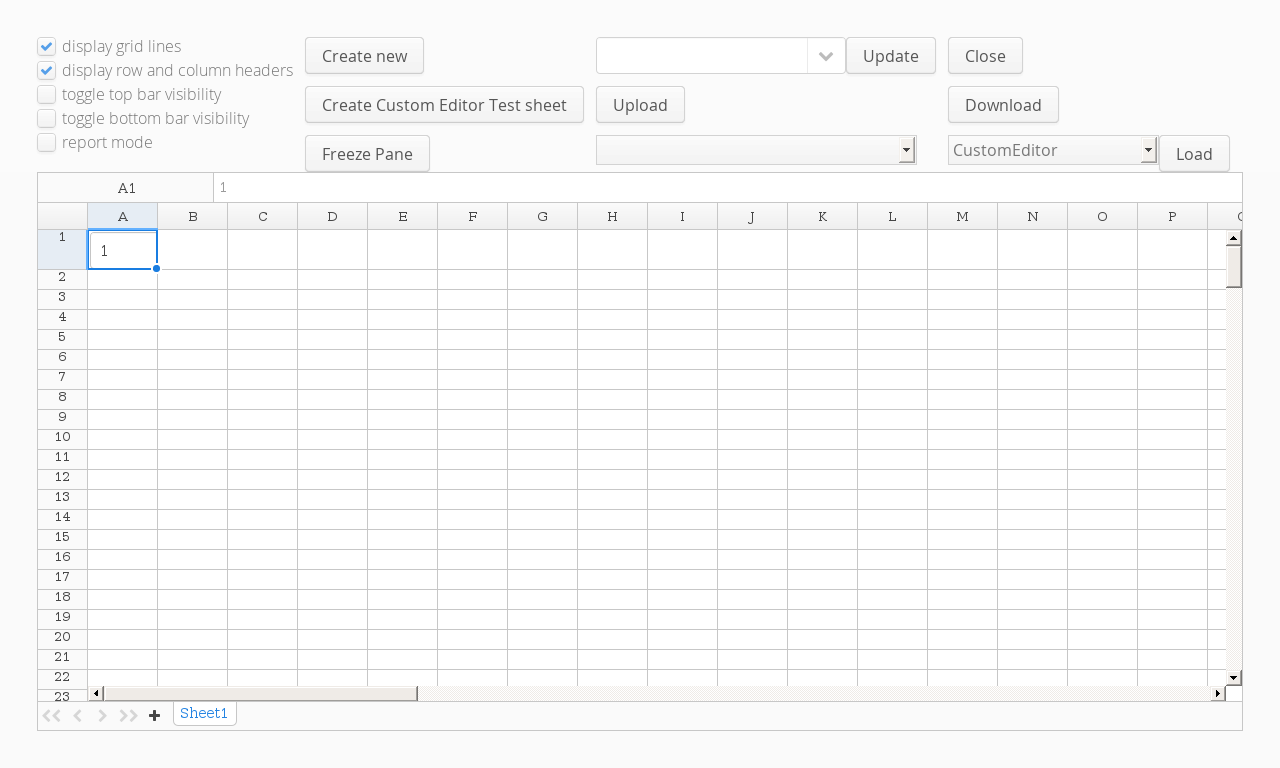 display grid lines
display row and column headers
toggle top bar visibility
toggle bottom bar visibility
report mode
Create new
Update
Close
Create Custom Editor Test sheet
Upload
Download
Freeze Pane
CustomEditor
Load
A1
1
A B C D E F G H I J K L M N O P
1
1
2
3
4
5
6
7
8
9
10
11
12
13
14
15
16
17
18
19
20
21
22
23
Sheet1